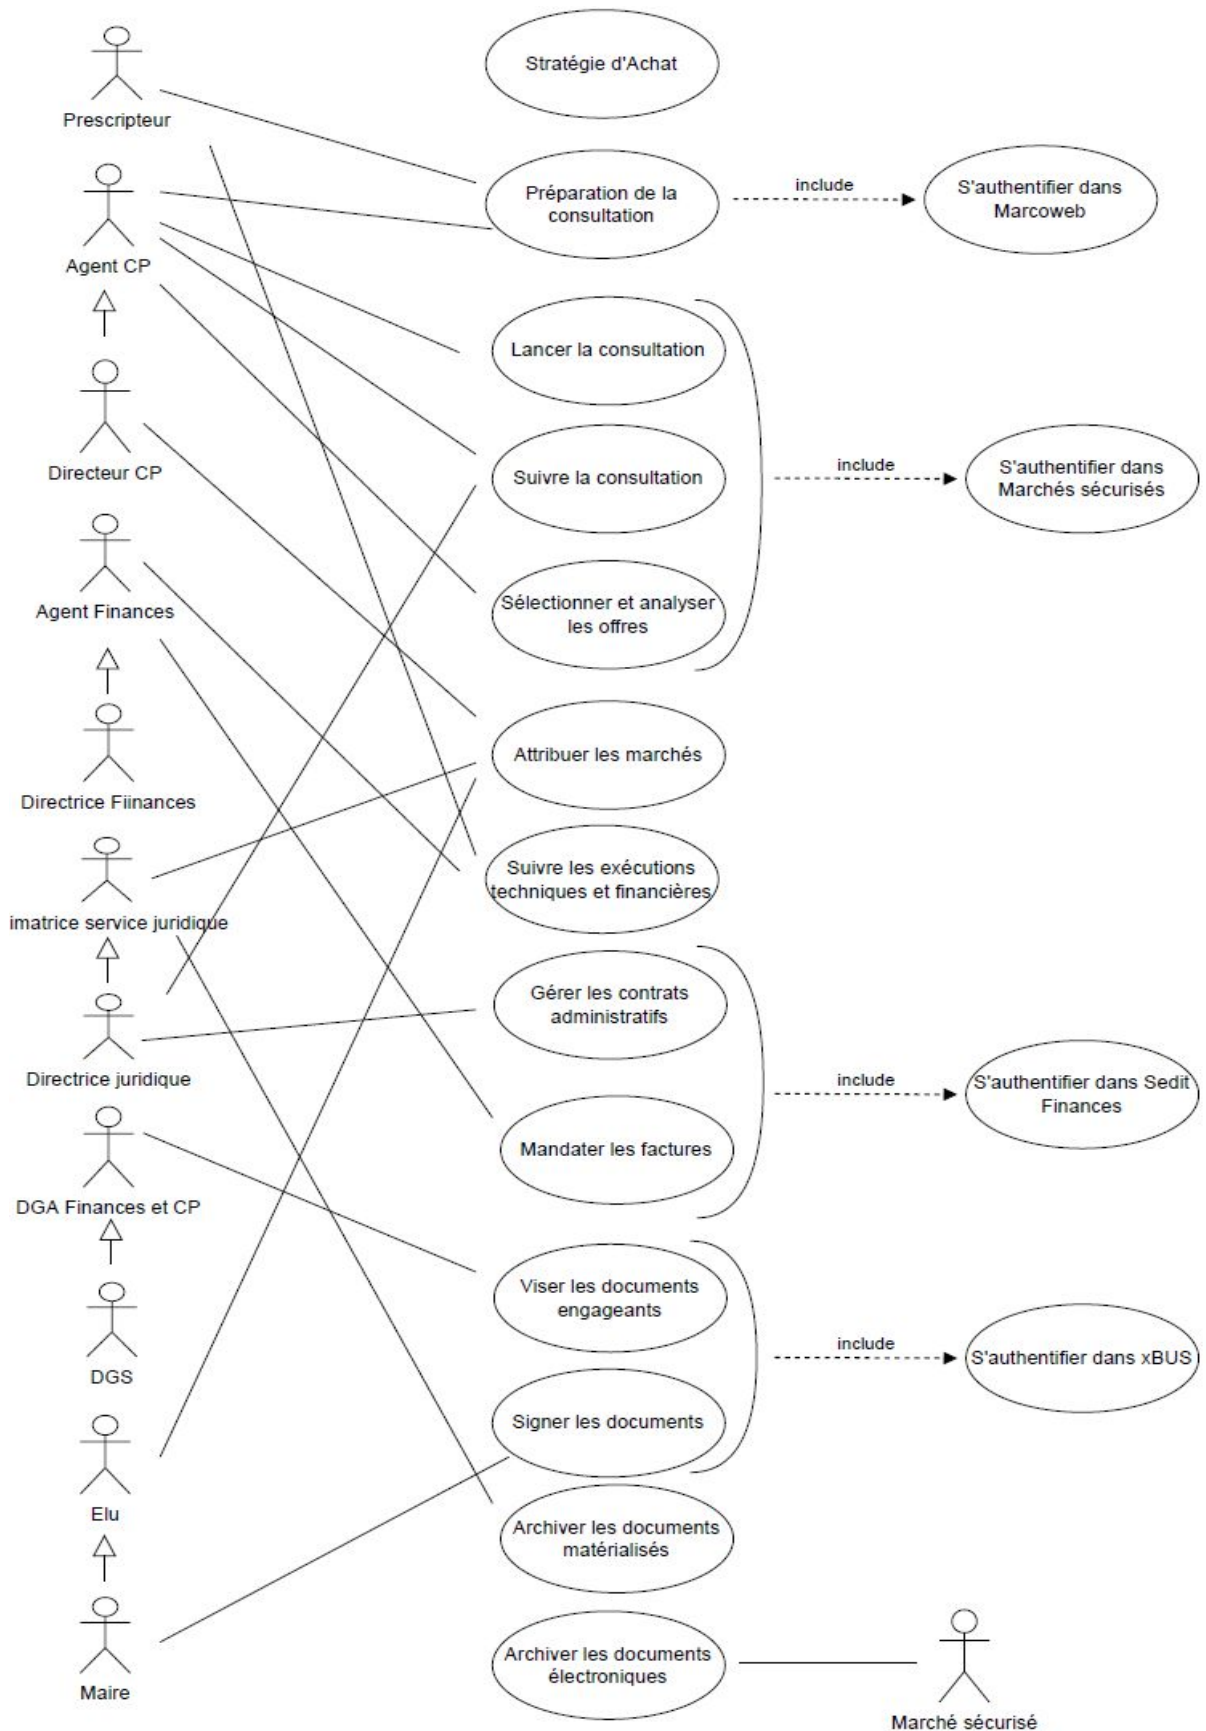 Stratégie d'Achat
Prescripteur
Préparation de la
consultation
include
S'authentifier dans
Marcoweb
Agent CP
Lancer la consultation
Directeur CP
Suivre la consultation
include
S'authentifier dans
Marchés sécurisés
Agent Finances
Sélectionner et analyser
les offres
Directrice Fiinances
Attribuer les marchés
imatrice service juridique
Suivre les exécutions
techniques et financières
Gérer les contrats
administratifs
Directrice juridique
include
S'authentifier dans Sedit
Finances
Mandater les factures
DGA Finances et CP
Viser les documents
engageants
include
S'authentifier dans xBUS
DGS
Signer les documents
Elu
Archiver les documents
matérialisés
Archiver les documents
électroniques
Maire
Marché sécurisé